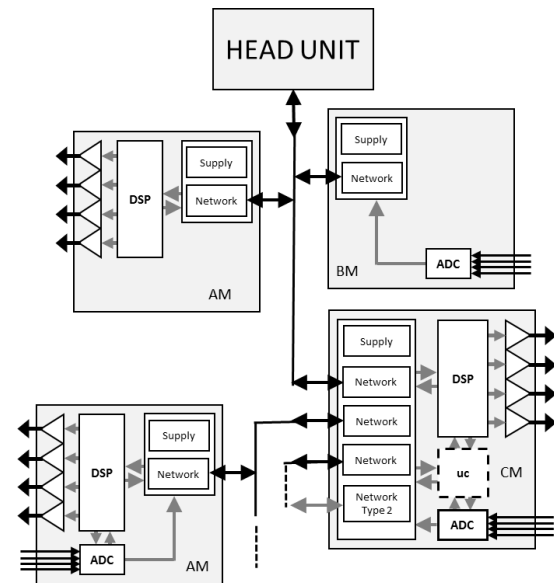 HEAD UNIT
Supply
Network
DSP
AM
Supply
Network
ADC
BM
Supply
Network
Network
Network
Network
Type 2
DSP
uc
ADC
CM
Supply
Network
DSP
ADC
AM